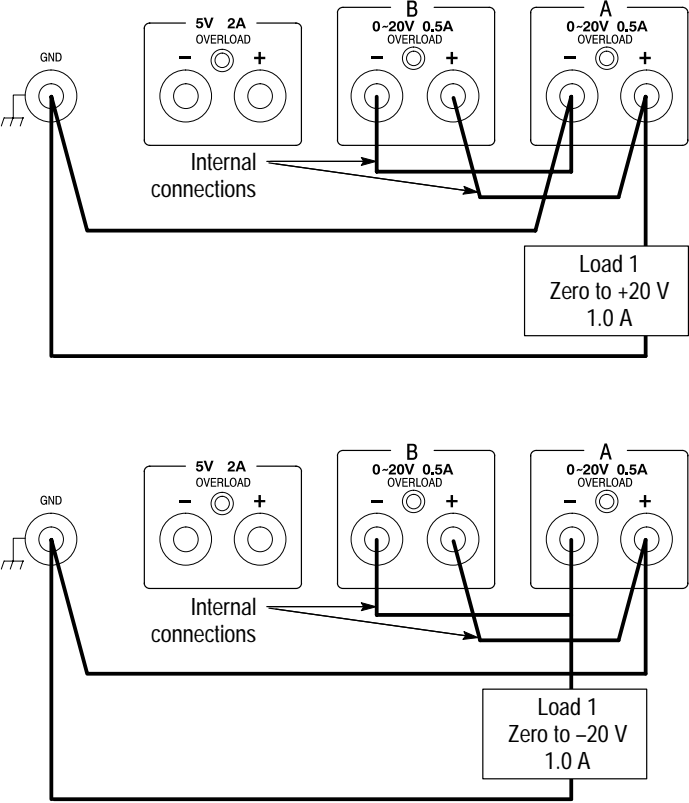 B
A
5V 2A
0~20V 0.5A
0~20V 0.5A
OVERLOAD
OVERLOAD
OVERLOAD
GND
− +
− +
− +
Internal
connections
Load 1
Zero to +20 V
1.0 A
B
A
5V 2A
0~20V 0.5A
0~20V 0.5A
OVERLOAD
OVERLOAD
OVERLOAD
GND
− +
− +
− +
Internal
connections
Load 1
Zero to –20 V
1.0 A